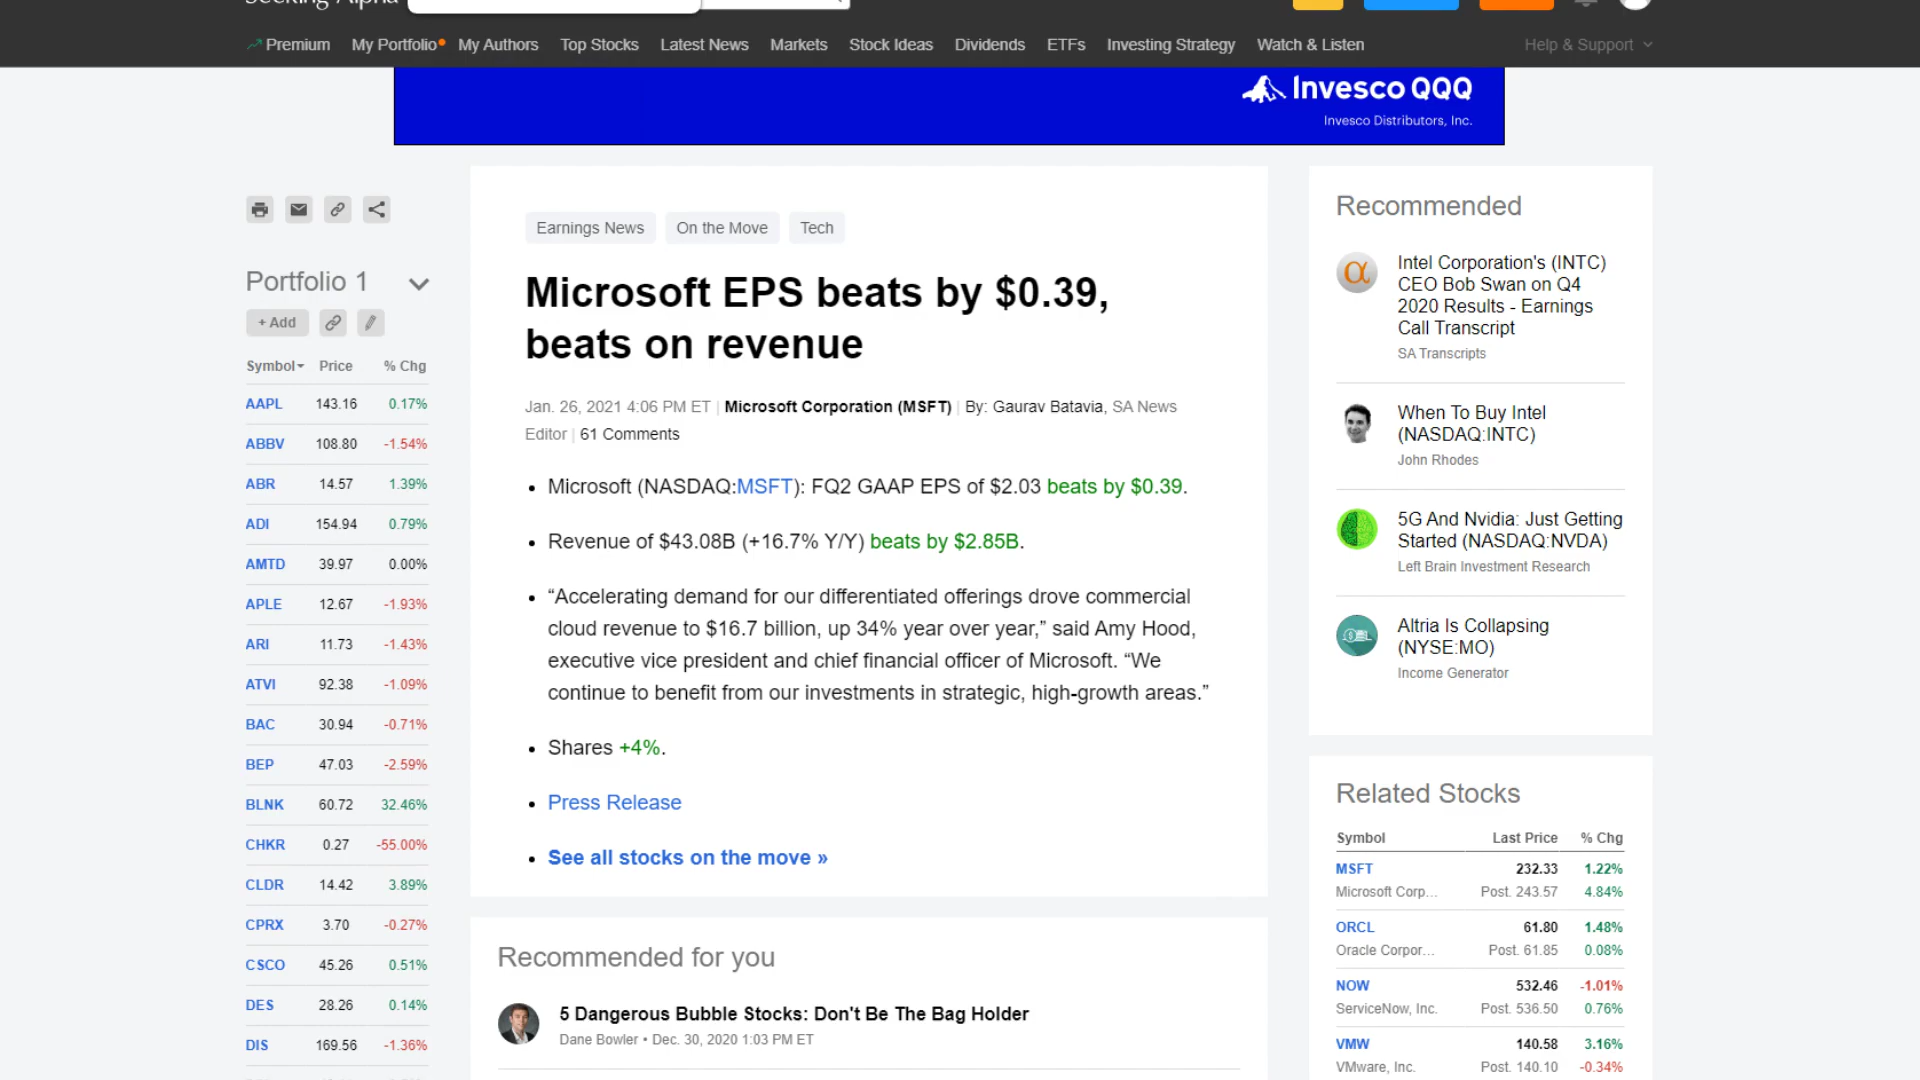 Seeking Alpha
Premium My Portfolio My Authors Top Stocks Latest News Markets Stock Ideas Dividends ETFs Investing Strategy Watch & Listen Help & Support
Invesco QQQ
Invesco Distributors, Inc.
Portfolio 1
+ Add
Symbol Price % Chg
AAPL 143.16 0.17%
ABBV 108.80 -1.54%
ABR 14.57 1.39%
ADI 154.94 0.79%
AMTD 39.97 0.00%
APLE 12.67 -1.93%
ARI 11.73 -1.43%
ATVI 92.38 -1.09%
BAC 30.94 -0.71%
BEP 47.03 -2.59%
BLNK 60.72 32.46%
CHKR 0.27 -55.00%
CLDR 14.42 3.89%
CPRX 3.70 -0.27%
CSCO 45.26 0.51%
DES 28.26 0.14%
DIS 169.56 -1.36%
Earnings News On the Move Tech
Microsoft EPS beats by $0.39,
beats on revenue
Jan. 26, 2021 4:06 PM ET | Microsoft Corporation (MSFT) | By: Gaurav Batavia, SA News
Editor | 61 Comments
• Microsoft (NASDAQ:MSFT): FQ2 GAAP EPS of $2.03 beats by $0.39.
• Revenue of $43.08B (+16.7% Y/Y) beats by $2.85B.
• “Accelerating demand for our differentiated offerings drove commercial
cloud revenue to $16.7 billion, up 34% year over year,” said Amy Hood,
executive vice president and chief financial officer of Microsoft. “We
continue to benefit from our investments in strategic, high-growth areas.”
• Shares +4%.
• Press Release
• See all stocks on the move »
Recommended for you
5 Dangerous Bubble Stocks: Don't Be The Bag Holder
Dane Bowler • Dec. 30, 2020 1:03 PM ET
Recommended
Intel Corporation's (INTC)
CEO Bob Swan on Q4
2020 Results - Earnings
Call Transcript
SA Transcripts
When To Buy Intel
(NASDAQ:INTC)
John Rhodes
5G And Nvidia: Just Getting
Started (NASDAQ:NVDA)
Left Brain Investment Research
Altria Is Collapsing
(NYSE:MO)
Income Generator
Related Stocks
Symbol Last Price % Chg
MSFT 232.33 1.22%
Microsoft Corp... Post. 243.57 4.84%
ORCL 61.80 1.48%
Oracle Corpor... Post. 61.85 0.08%
NOW 532.46 -1.01%
ServiceNow, Inc. Post. 536.50 0.76%
VMW 140.58 3.16%
VMware, Inc. Post. 140.10 -0.34%